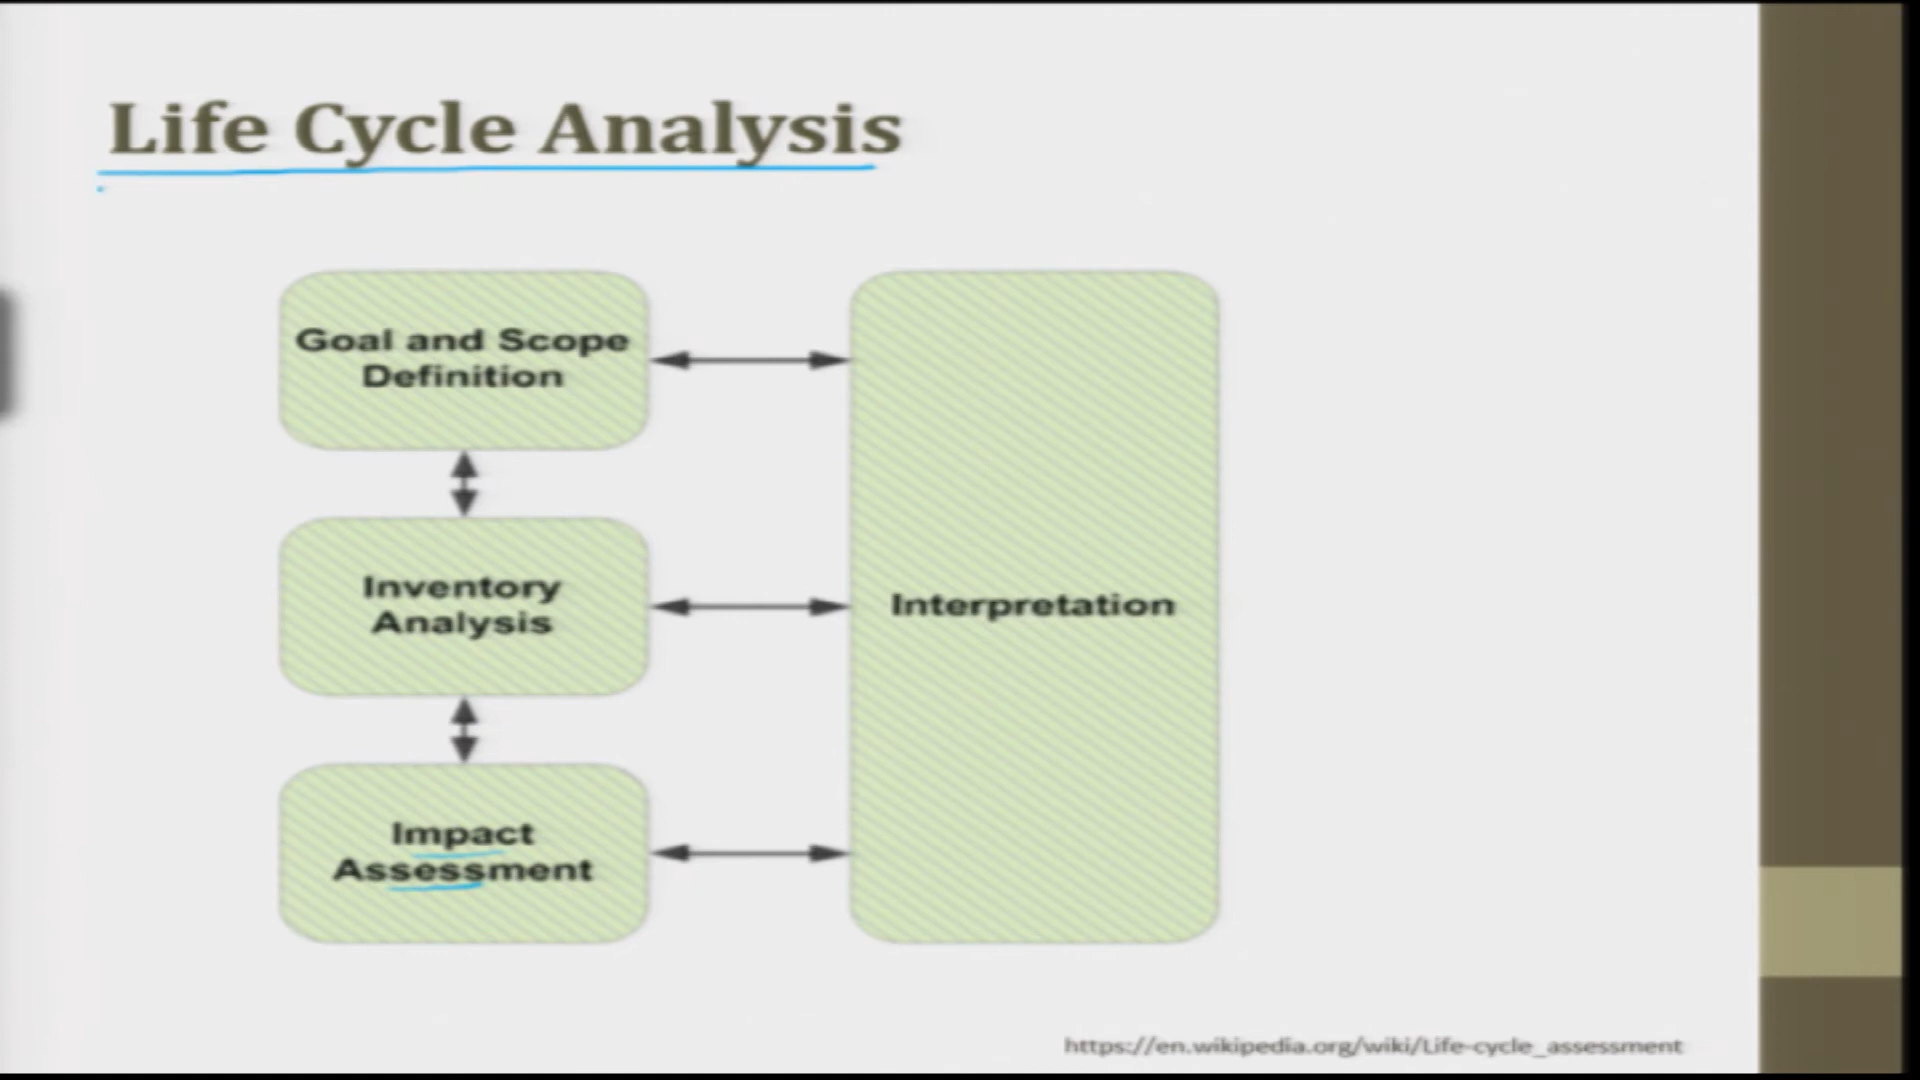 Life Cycle Analysis
Goal and Scope
Definition
Inventory
Analysis
Interpretation
Impact
Assessment
https://en.wikipedia.org/wiki/Life-cycle_assessment